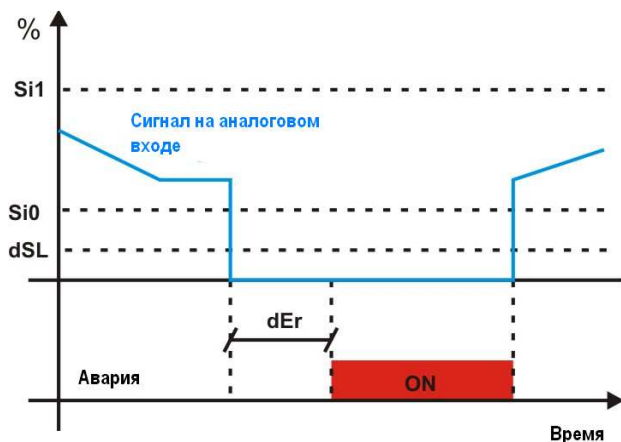 %
Si1
Сигнал на аналоговом
входе
Si0
dSL
dEr
Авария
ON
Время